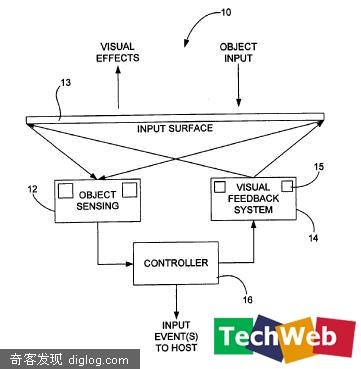 10
VISUAL
EFFECTS
OBJECT
INPUT
13
INPUT SURFACE
12
OBJECT
SENSING
VISUAL
FEEDBACK
SYSTEM
15
14
CONTROLLER
16
INPUT
EVENT(S)
TO HOST
TechWeb
奇客发现 diglog.com